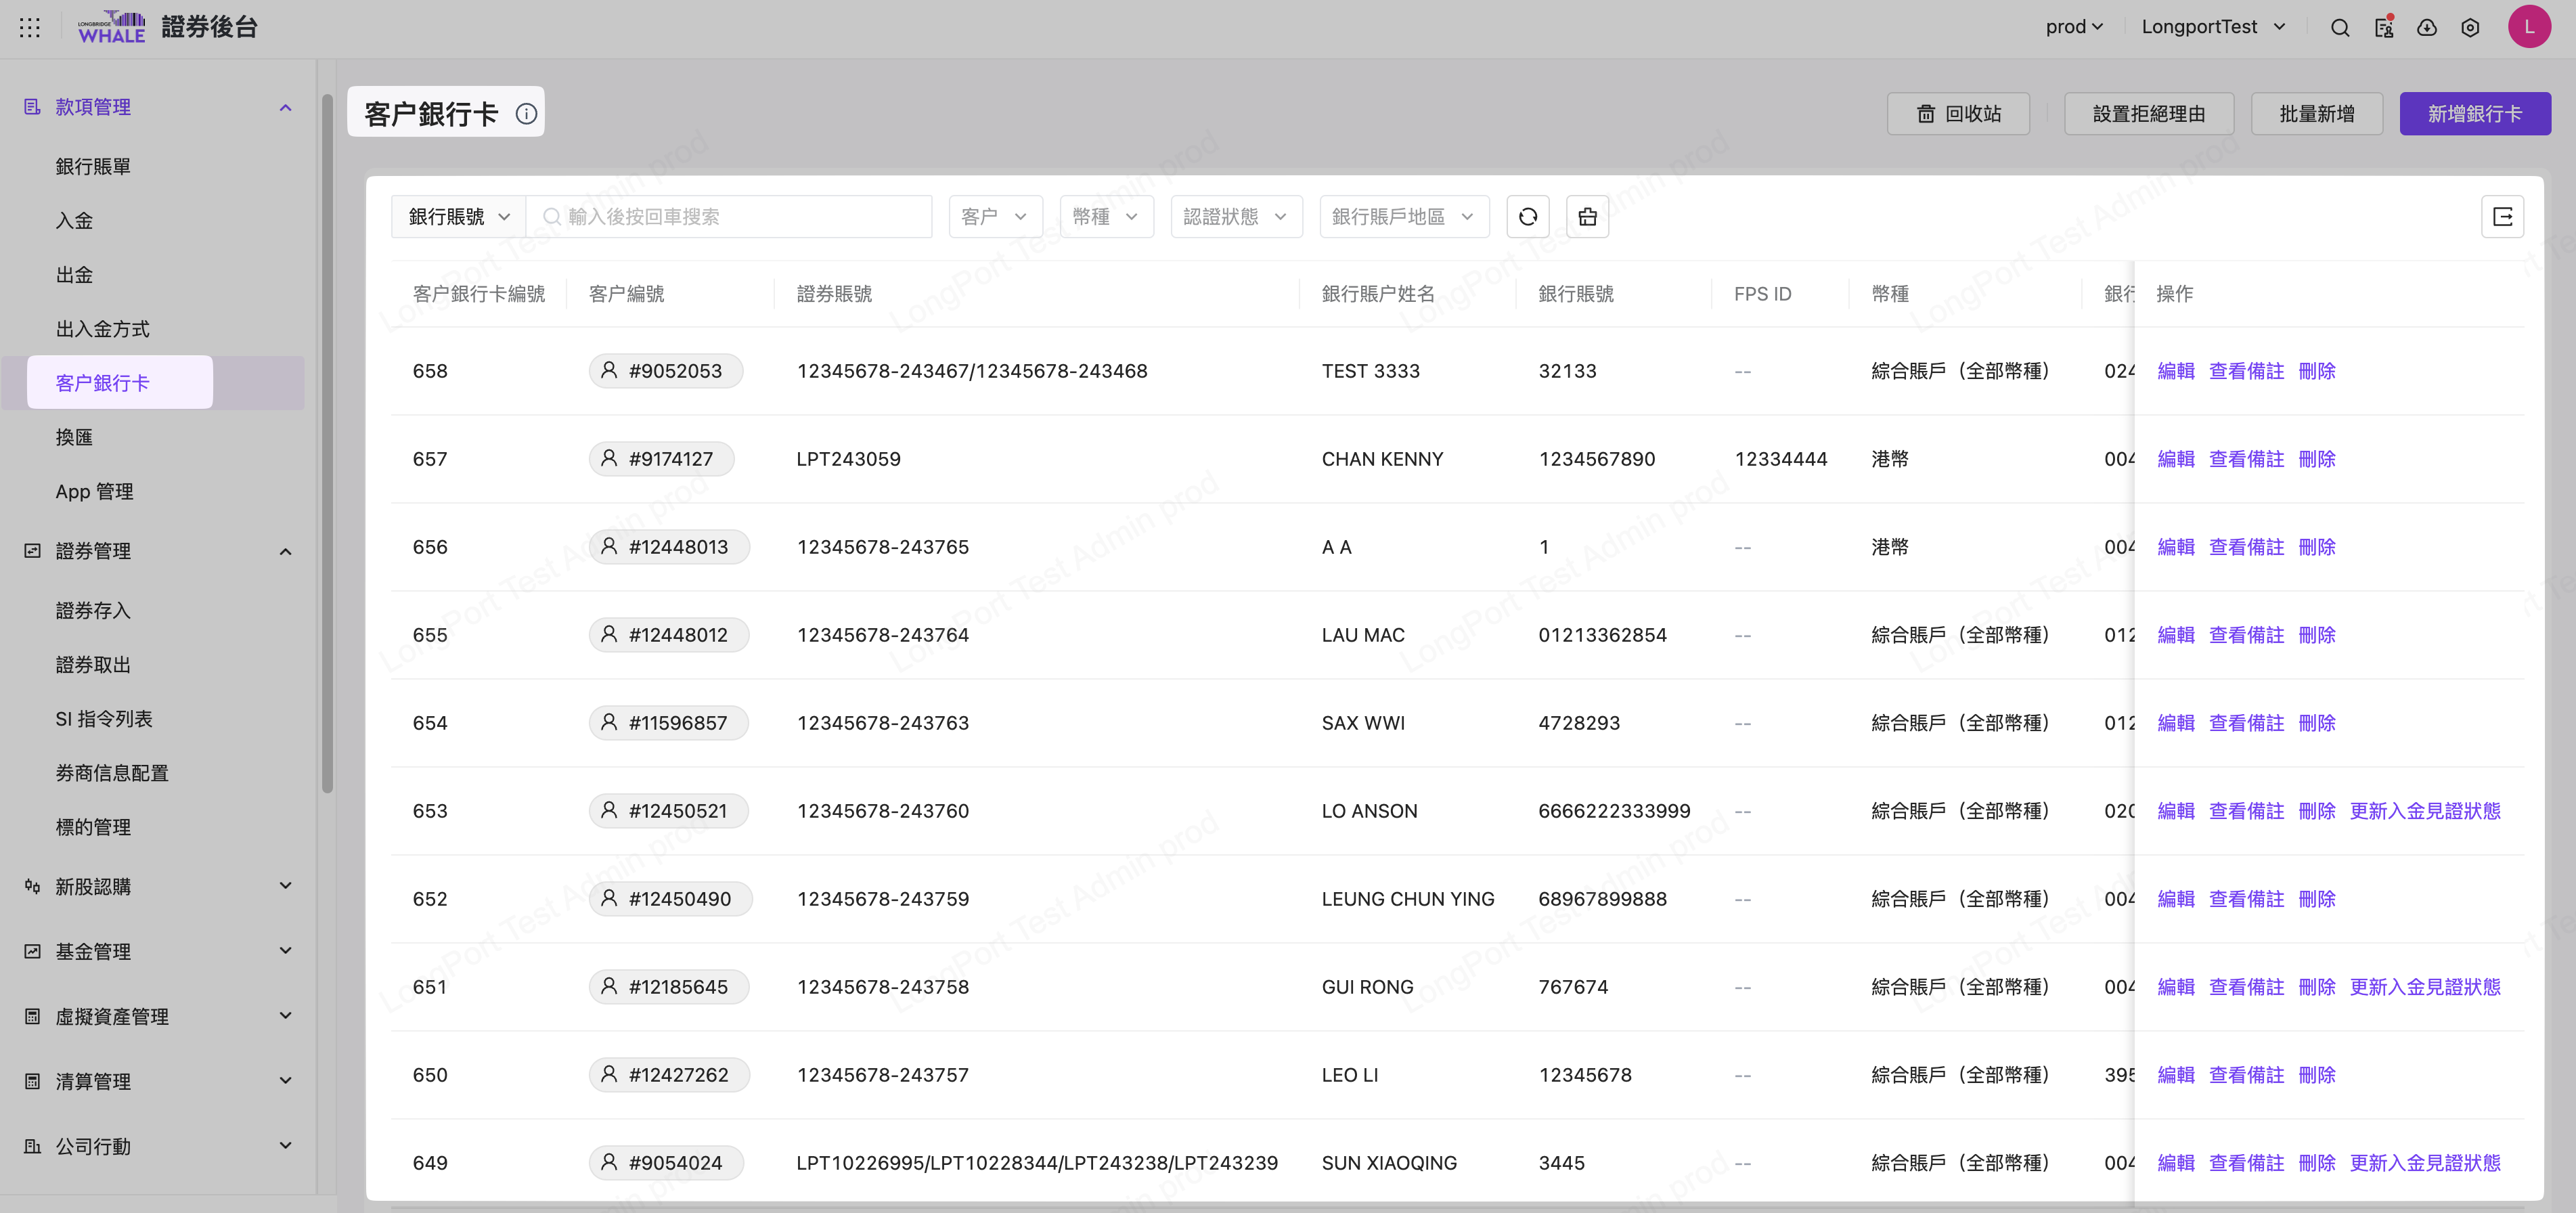 LONGBRIDGE
WHALE
證券後台
prod
LongportTest
L
款項管理
銀行賬單
入金
出金
出入金方式
客户銀行卡
換匯
App 管理
證券管理
證券存入
證券取出
SI 指令列表
券商信息配置
標的管理
新股認購
基金管理
虛擬資產管理
清算管理
公司行動
客户銀行卡
回收站
設置拒絕理由
批量新增
新增銀行卡
銀行賬號 輸入後按回車搜索 客户 幣種 認證狀態 銀行賬戶地區
客户銀行卡編號 客户編號 證券賬號 銀行賬户姓名 銀行賬號 FPS ID 幣種 銀行 操作
658 #9052053 12345678-243467/12345678-243468 TEST 3333 32133 -- 綜合賬戶（全部幣種） 024 編輯 查看備註 刪除
657 #9174127 LPT243059 CHAN KENNY 1234567890 12334444 港幣 004 編輯 查看備註 刪除
656 #12448013 12345678-243765 A A 1 -- 港幣 004 編輯 查看備註 刪除
655 #12448012 12345678-243764 LAU MAC 01213362854 -- 綜合賬戶（全部幣種） 012 編輯 查看備註 刪除
654 #11596857 12345678-243763 SAX WWI 4728293 -- 綜合賬戶（全部幣種） 012 編輯 查看備註 刪除
653 #12450521 12345678-243760 LO ANSON 6666222333999 -- 綜合賬戶（全部幣種） 020 編輯 查看備註 刪除 更新入金見證狀態
652 #12450490 12345678-243759 LEUNG CHUN YING 68967899888 -- 綜合賬戶（全部幣種） 004 編輯 查看備註 刪除
651 #12185645 12345678-243758 GUI RONG 767674 -- 綜合賬戶（全部幣種） 004 編輯 查看備註 刪除 更新入金見證狀態
650 #12427262 12345678-243757 LEO LI 12345678 -- 綜合賬戶（全部幣種） 395 編輯 查看備註 刪除
649 #9054024 LPT10226995/LPT10228344/LPT243238/LPT243239 SUN XIAOQING 3445 -- 綜合賬戶（全部幣種） 004 編輯 查看備註 刪除 更新入金見證狀態
LongPort Test Admin prod